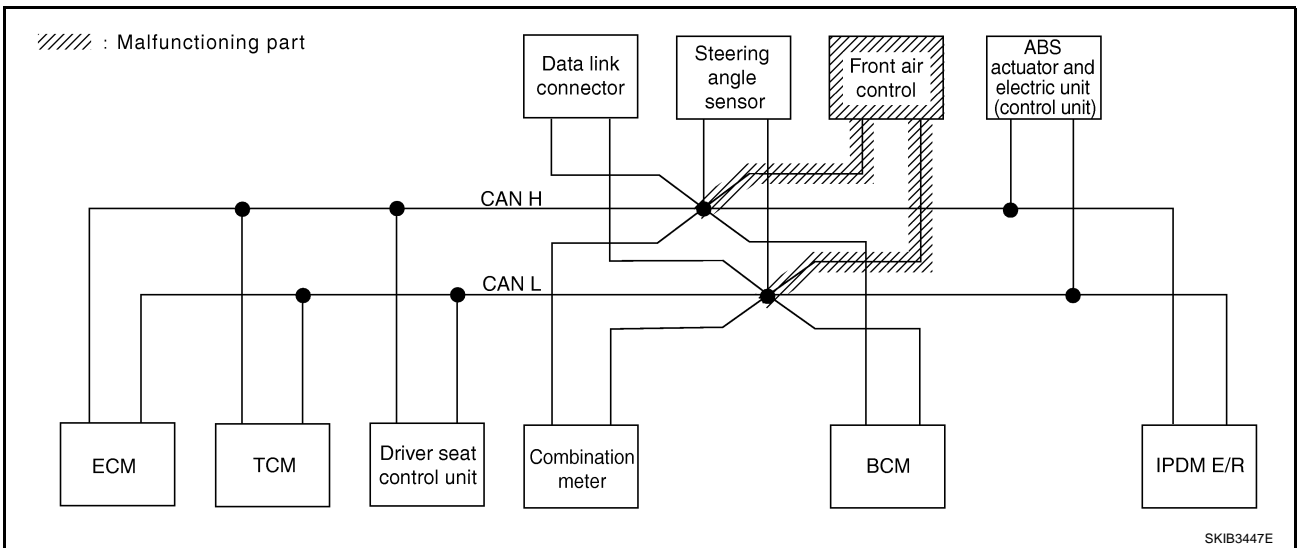 : Malfunctioning part
Data link
connector
Steering
angle
sensor
Front air
control
ABS
actuator and
electric unit
(control unit)
CAN H
CAN L
ECM
TCM
Driver seat
control unit
Combination
meter
BCM
IPDM E/R
SKIB3447E